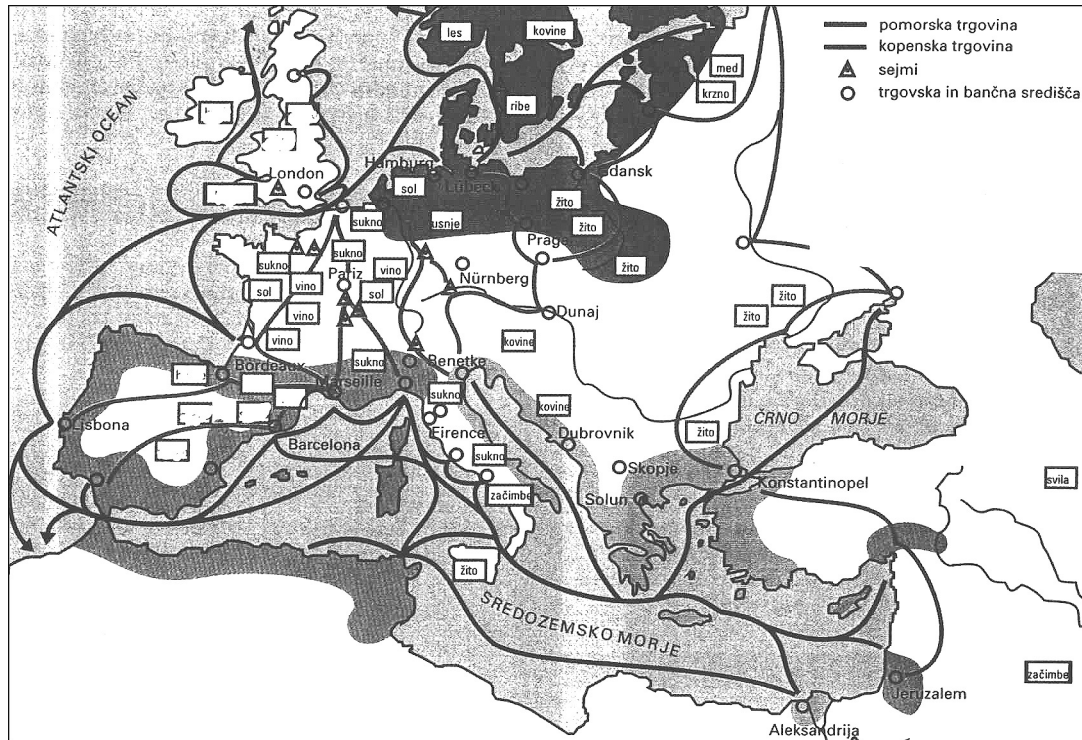 pomorska trgovina
kopenska trgovina
sejmi
trgovska in bančna središča
les
kovine
med
krzno
ribe
ATLANTSKI OCEAN
London
Hamburg
Lübeck
Gdansk
sol
žito
sukno
usnje
žito
Prage
žito
sukno
sukno
Pariz
vino
Nürnberg
sol
vino
sol
žito
vino
Dunaj
žito
vino
kovine
Bordeaux
sukno
Benetke
Marseille
sukno
kovine
ČRNO MORJE
Lisbona
Barcelona
Firence
Dubrovnik
žito
sukno
Skopje
Konstantinopel
začimbe
Solun
svila
žito
SREDOZEMSKO MORJE
začimbe
Jeruzalem
Aleksandrija